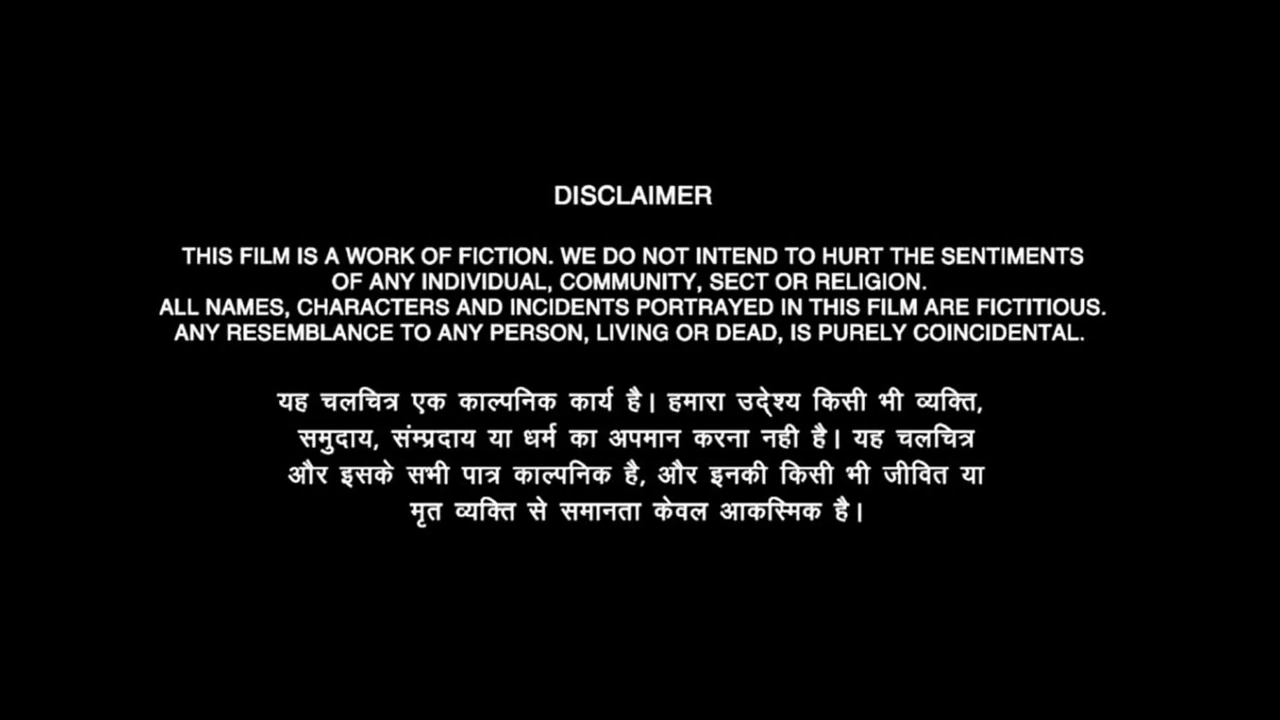 DISCLAIMER
THIS FILM IS A WORK OF FICTION. WE DO NOT INTEND TO HURT THE SENTIMENTS
OF ANY INDIVIDUAL, COMMUNITY, SECT OR RELIGION.
ALL NAMES, CHARACTERS AND INCIDENTS PORTRAYED IN THIS FILM ARE FICTITIOUS.
ANY RESEMBLANCE TO ANY PERSON, LIVING OR DEAD, IS PURELY COINCIDENTAL.
यह चलचित्र एक काल्पनिक कार्य है। हमारा उद्देश्य किसी भी व्यक्ति,
समुदाय, संम्प्रदाय या धर्म का अपमान करना नही है। यह चलचित्र
और इसके सभी पात्र काल्पनिक है, और इनकी किसी भी जीवित या
मृत व्यक्ति से समानता केवल आकस्मिक है।